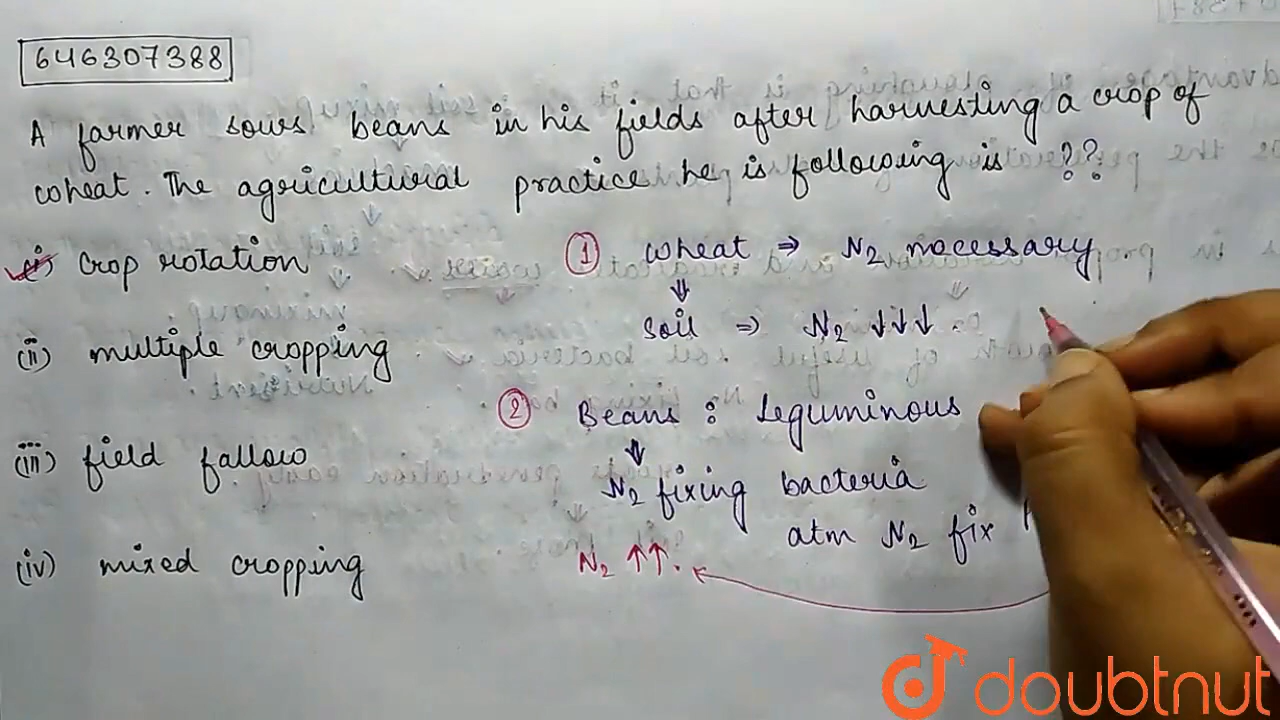 646307388
A farmer sows beans in his fields after harvesting a crop of
wheat. The agricultural practice he is following is ??
(i) crop rotation
(ii) multiple cropping
(iii) field fallow
(iv) mixed cropping
① wheat ⇒ N2 necessary
⇓
soil ⇒ N2 ↓↓↓.
② Beans : Leguminous
⇓
N2 fixing bacteria
atm N2 fix
N2 ↑↑.
doubtnut